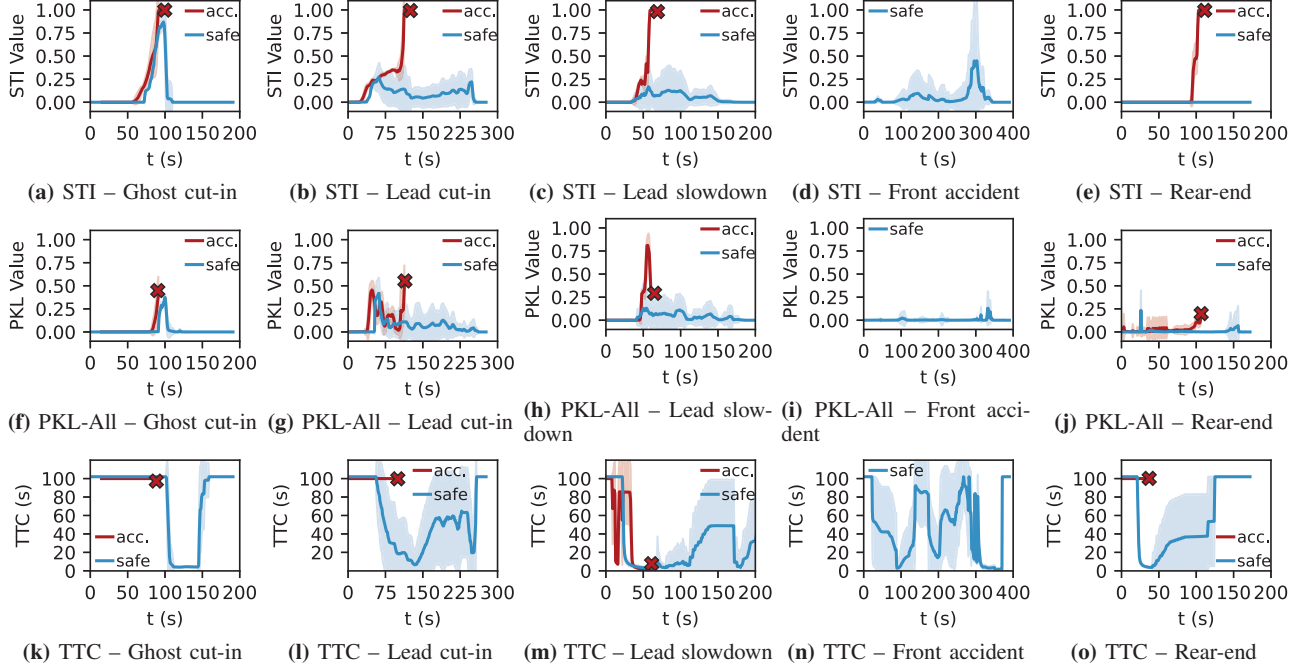 STI Value
1.00
0.75
0.50
0.25
0.00
acc.
safe
0 50 100 150 200
t (s)
(a) STI – Ghost cut-in
STI Value
1.00
0.75
0.50
0.25
0.00
acc.
safe
0 75 150 225 300
t (s)
(b) STI – Lead cut-in
STI Value
1.00
0.75
0.50
0.25
0.00
acc.
safe
0 50 100 150 200
t (s)
(c) STI – Lead slowdown
STI Value
1.00
0.75
0.50
0.25
0.00
safe
0 100 200 300 400
t (s)
(d) STI – Front accident
STI Value
1.00
0.75
0.50
0.25
0.00
acc.
safe
0 50 100 150 200
t (s)
(e) STI – Rear-end
PKL Value
1.00
0.75
0.50
0.25
0.00
acc.
safe
0 50 100 150 200
t (s)
(f) PKL-All – Ghost cut-in
PKL Value
1.00
0.75
0.50
0.25
0.00
acc.
safe
0 75 150 225 300
t (s)
(g) PKL-All – Lead cut-in
PKL Value
1.00
0.75
0.50
0.25
0.00
acc.
safe
0 50 100 150 200
t (s)
(h) PKL-All – Lead slow-
down
PKL Value
1.00
0.75
0.50
0.25
0.00
safe
0 100 200 300 400
t (s)
(i) PKL-All – Front acci-
dent
PKL Value
1.00
0.75
0.50
0.25
0.00
acc.
safe
0 50 100 150 200
t (s)
(j) PKL-All – Rear-end
TTC (s)
100
80
60
40
20
0
acc.
safe
0 50 100 150 200
t (s)
(k) TTC – Ghost cut-in
TTC (s)
100
80
60
40
20
0
acc.
safe
0 75 150 225 300
t (s)
(l) TTC – Lead cut-in
TTC (s)
100
80
60
40
20
0
acc.
safe
0 50 100 150 200
t (s)
(m) TTC – Lead slowdown
TTC (s)
100
80
60
40
20
0
safe
0 100 200 300 400
t (s)
(n) TTC – Front accident
TTC (s)
100
80
60
40
20
0
acc.
safe
0 50 100 150 200
t (s)
(o) TTC – Rear-end